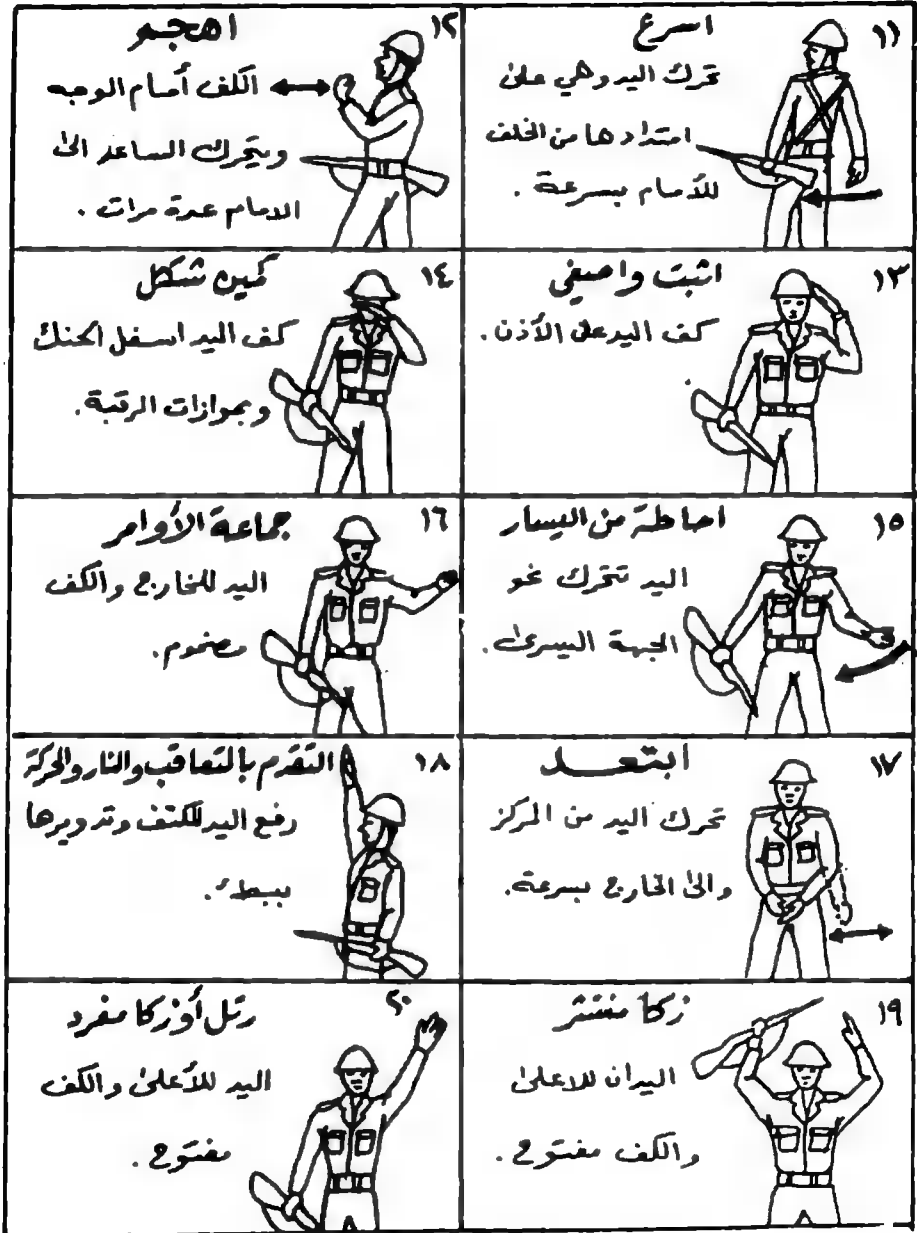 ١١
اسرع
تحرك اليد وهي على
امتدادها من الخلف
للأمام بسرعة .
١٢
اهجم
الكف أمام الوجه
ويتحرك الساعد الى
الامام عدة مرات .
١٣
اثبت واصغي
كف اليد على الأذن .
١٤
كمين شكل
كف اليد اسفل الحنك
وبموازات الرقبة .
١٥
احاطة من اليسار
اليد تتحرك نحو
الجبهة اليسرى .
١٦
جماعة الأوامر
اليد للخارج والكف
مضموم .
١٧
ابتعد
تحرك اليد من المركز
والى الخارج بسرعة .
١٨
التقدم بالتعاقب والنار والحركة
رفع اليد للكتف وتدويرها
ببطء .
١٩
زكا منتشر
اليدان للاعلى
والكف مفتوح .
٢٠
رتل أو زكا مفرد
اليد للأعلى والكف
مفتوح .